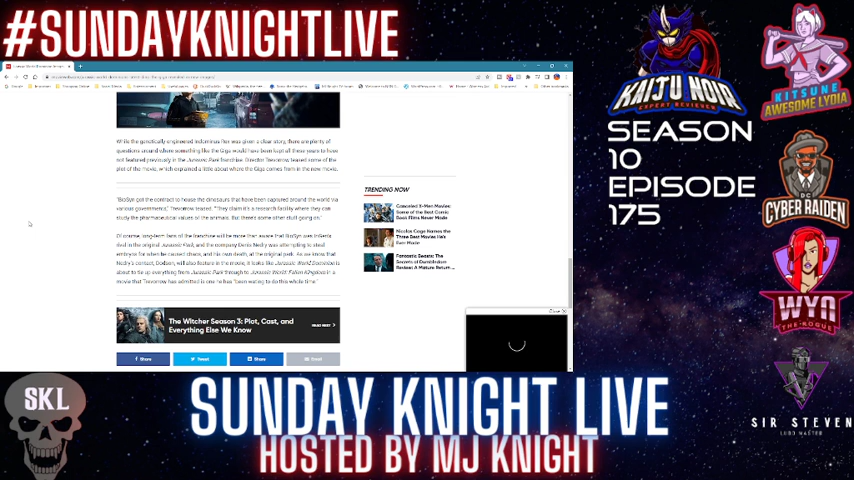 #SUNDAYKNIGHTLIVE
While the genetically engineered Indominus Rex was given a clear story, there are plenty of
questions around where something like the Giga would have been kept all these years to have
not featured previously in the Jurassic Park franchise. Director Trevorrow teased some of the
plot of the movie, which explained a little about where the Giga comes from in the new movie.
"BioSyn got the contract to house the dinosaurs that have been captured around the world via
various governments," Trevorrow teased. "They claim it's a research facility where they can
study the pharmaceutical values of the animals. But there's some other stuff going on."
Of course, long-term fans of the franchise will be more than aware that BioSyn was InGen's
rival in the original Jurassic Park, and the company Denis Nedry was attempting to steal
embryos for when he caused chaos, and his own death, at the original park. As we know that
Nedry's contact, Dodson, will also feature in the movie, it looks like Jurassic World Dominion is
about to tie up everything from Jurassic Park through to Jurassic World: Fallen Kingdom in a
movie that Trevorrow has admitted is one he has "been waiting to do this whole time."
The Witcher Season 3: Plot, Cast, and
Everything Else We Know
READ NEXT
Share
Tweet
Share
Email
TRENDING NOW
Canceled X-Men Movies:
Some of the Best Comic
Book Films Never Made
Nicolas Cage Names the
Three Best Movies He's
Ever Made
Fantastic Beasts: The
Secrets of Dumbledore
Review: A Mature Return...
Close
KAIJU NOIR
EXPERT REVIEWER
KITSUNE
AWESOME LYDIA
SEASON
10
EPISODE
175
DC
CYBER RAIDEN
WYN
THE ROGUE
SIR STEVEN
LUDO MASTER
SKL
SUNDAY KNIGHT LIVE
HOSTED BY MJ KNIGHT